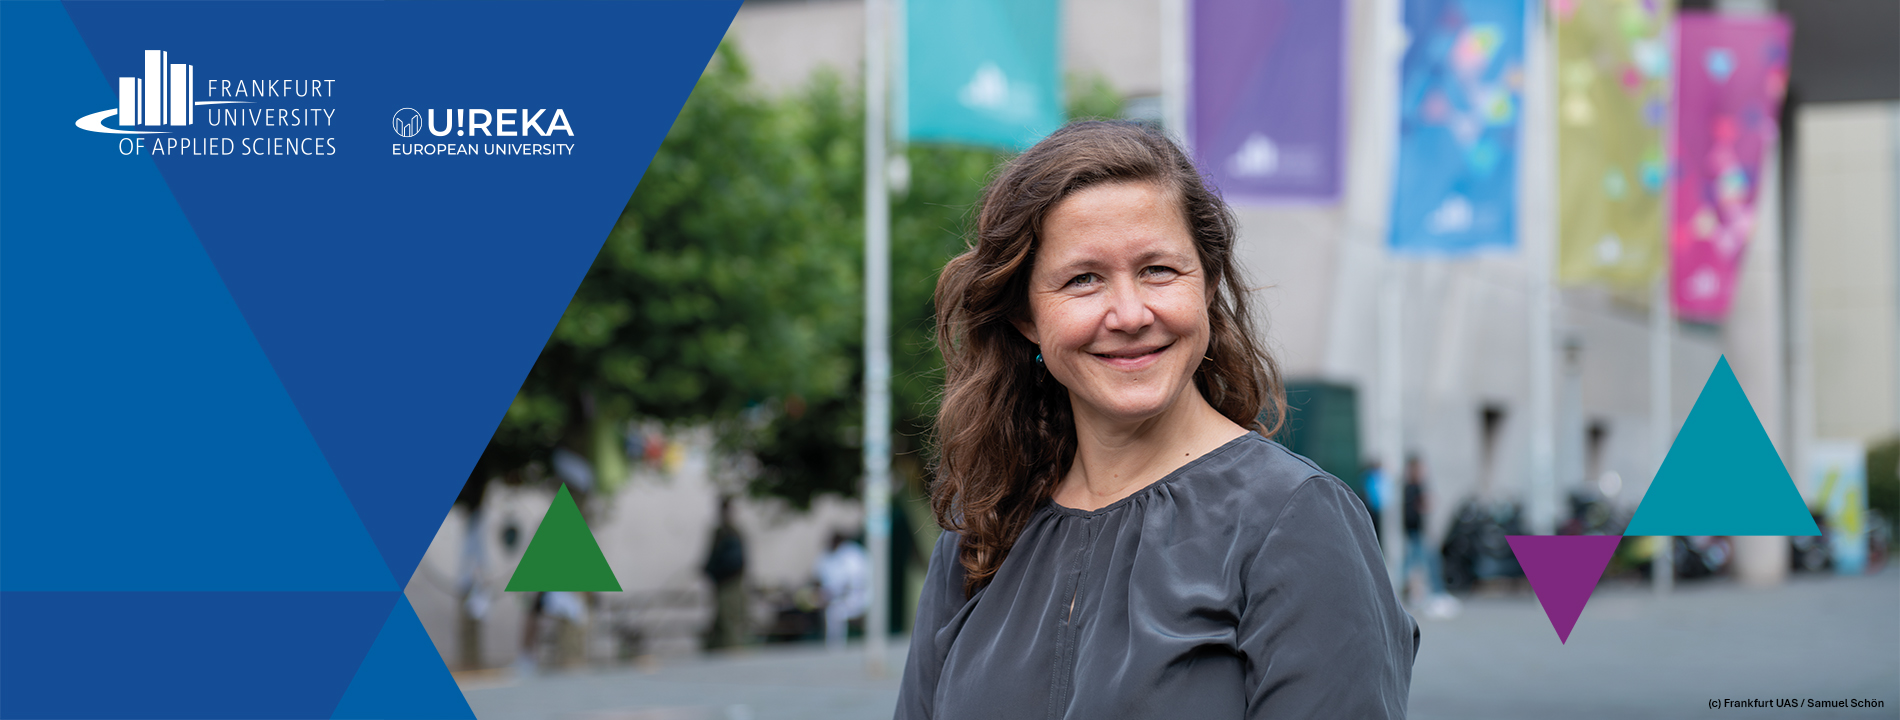 FRANKFURT
UNIVERSITY
OF APPLIED SCIENCES
U!REKA
EUROPEAN UNIVERSITY
(c) Frankfurt UAS / Samuel Schön